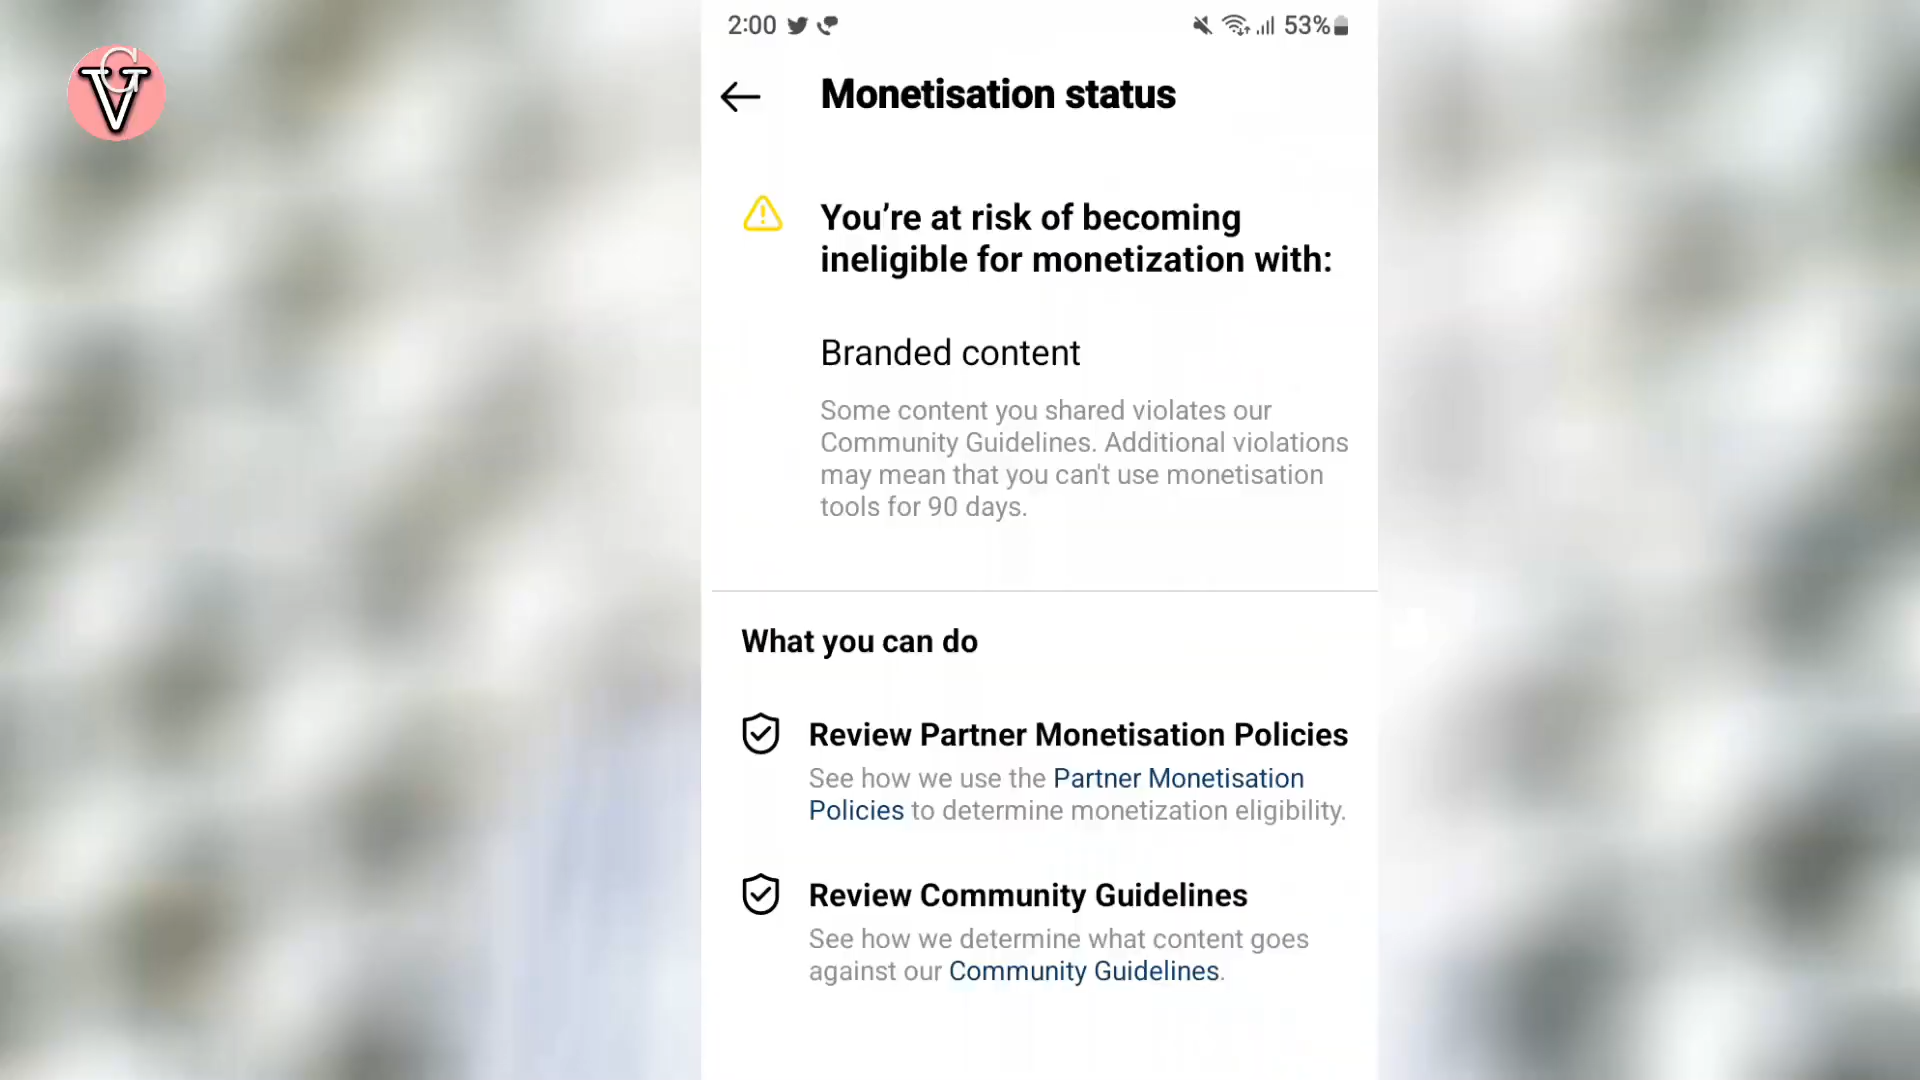 GV
2:00
53%
Monetisation status
You're at risk of becoming
ineligible for monetization with:
Branded content
Some content you shared violates our
Community Guidelines. Additional violations
may mean that you can't use monetisation
tools for 90 days.
What you can do
Review Partner Monetisation Policies
See how we use the Partner Monetisation
Policies to determine monetization eligibility.
Review Community Guidelines
See how we determine what content goes
against our Community Guidelines.